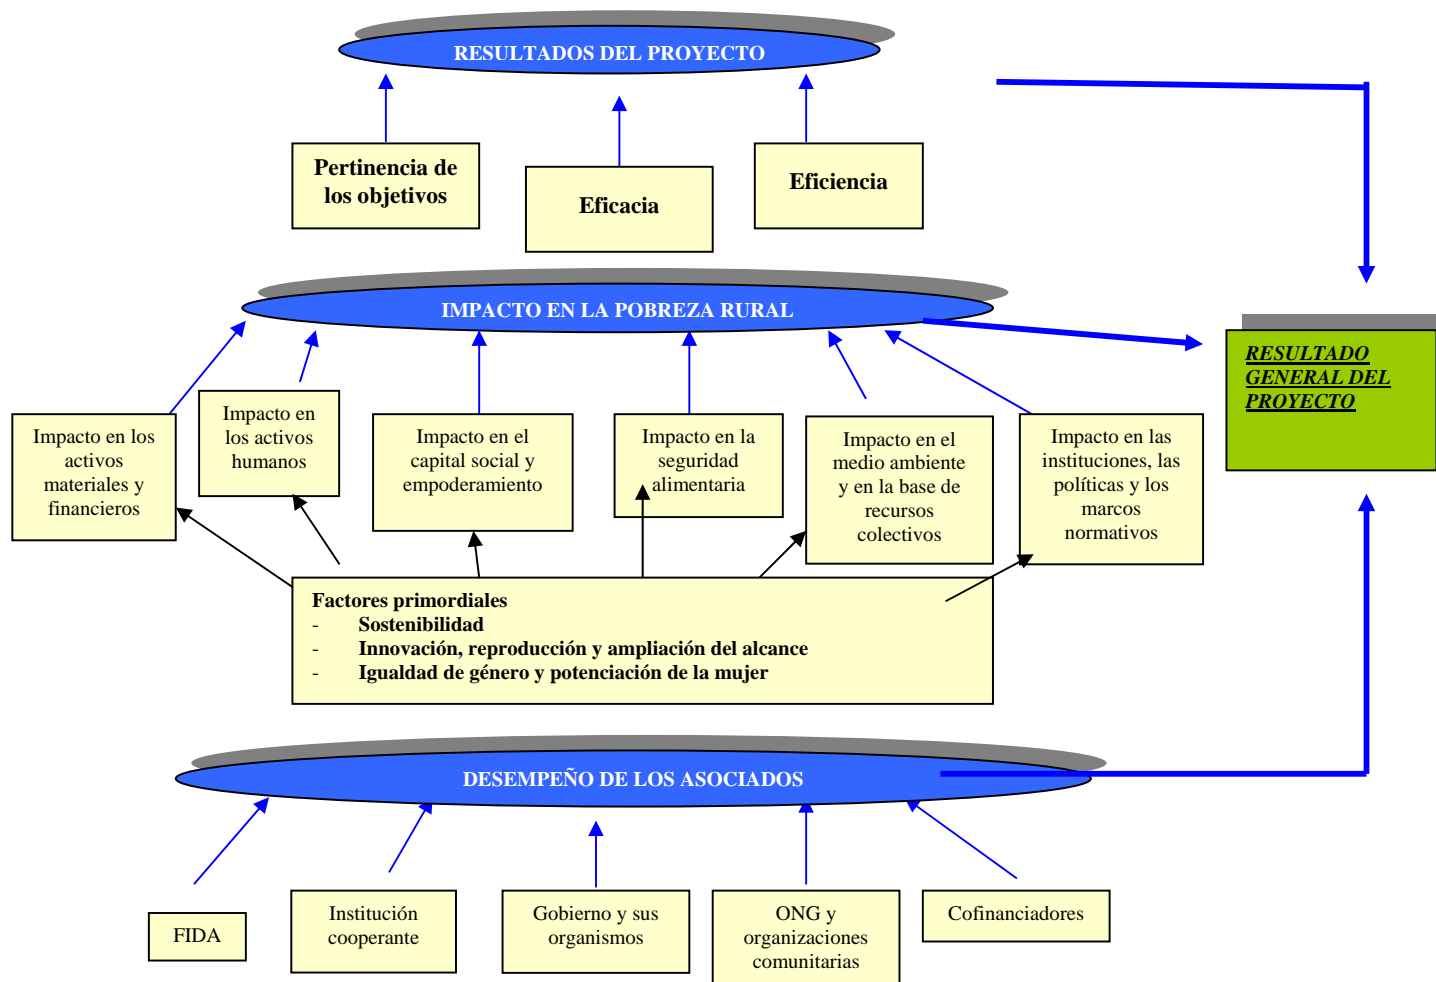 RESULTADOS DEL PROYECTO
Pertinencia de
los objetivos
Eficacia
Eficiencia
IMPACTO EN LA POBREZA RURAL
RESULTADO
GENERAL DEL
PROYECTO
Impacto en los
activos
materiales y
financieros
Impacto en
los activos
humanos
Impacto en el
capital social y
empoderamiento
Impacto en la
seguridad
alimentaria
Impacto en el
medio ambiente
y en la base de
recursos
colectivos
Impacto en las
instituciones, las
políticas y los
marcos
normativos
Factores primordiales
- Sostenibilidad
- Innovación, reproducción y ampliación del alcance
- Igualdad de género y potenciación de la mujer
DESEMPEÑO DE LOS ASOCIADOS
FIDA
Institución
cooperante
Gobierno y sus
organismos
ONG y
organizaciones
comunitarias
Cofinanciadores